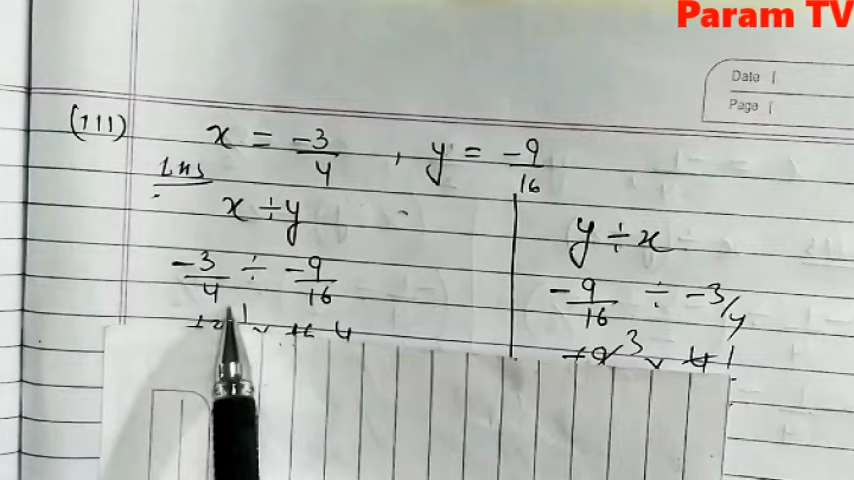 Param TV
Date
Page
(111) x = -3/4 , y = -9/16
Ans
x ÷ y
-3/4 ÷ -9/16
y ÷ x
-9/16 ÷ -3/4